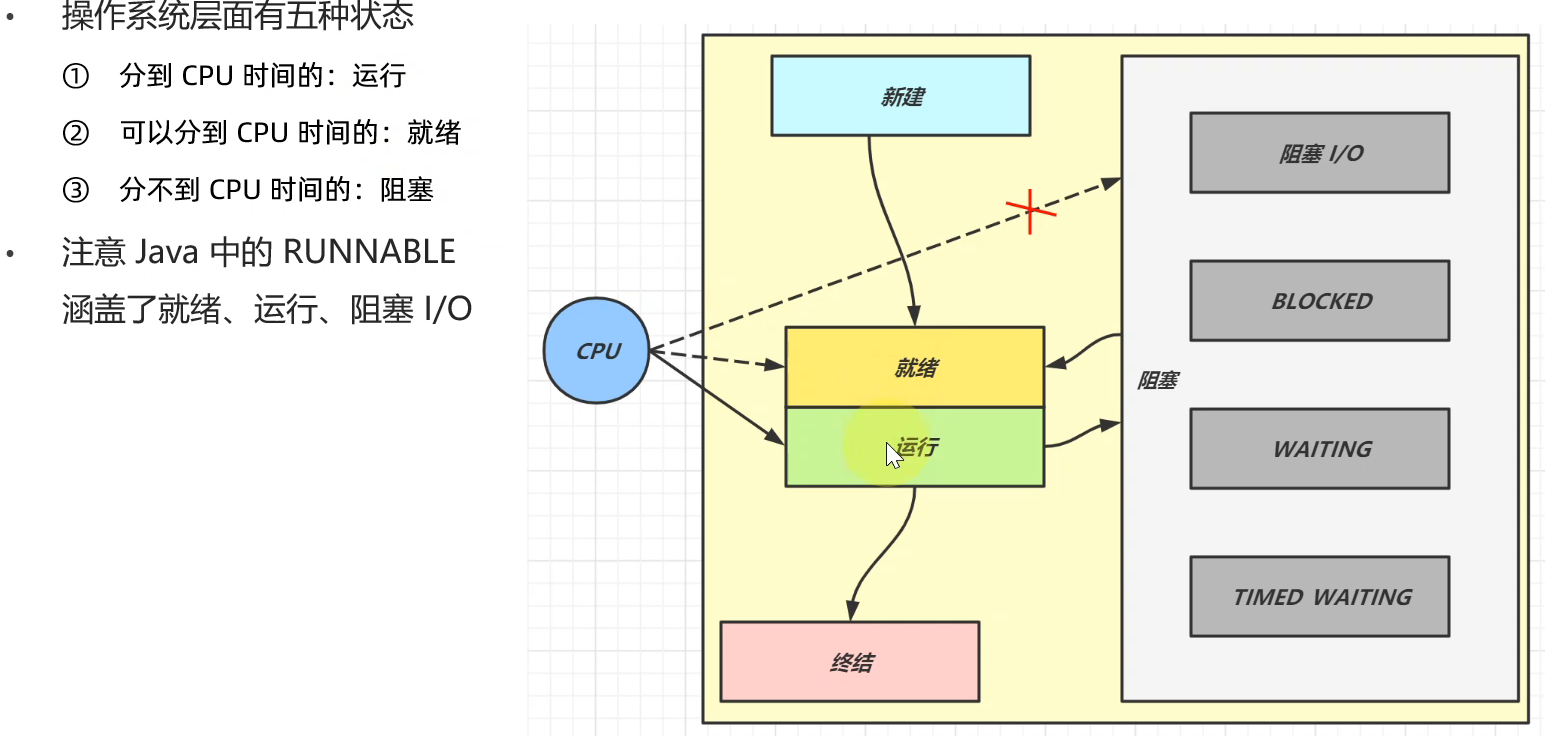 • 操作系统层面有五种状态
① 分到 CPU 时间的：运行
② 可以分到 CPU 时间的：就绪
③ 分不到 CPU 时间的：阻塞
• 注意 Java 中的 RUNNABLE
涵盖了就绪、运行、阻塞 I/O
新建
阻塞 I/O
BLOCKED
CPU
就绪
阻塞
运行
WAITING
TIMED WAITING
终结